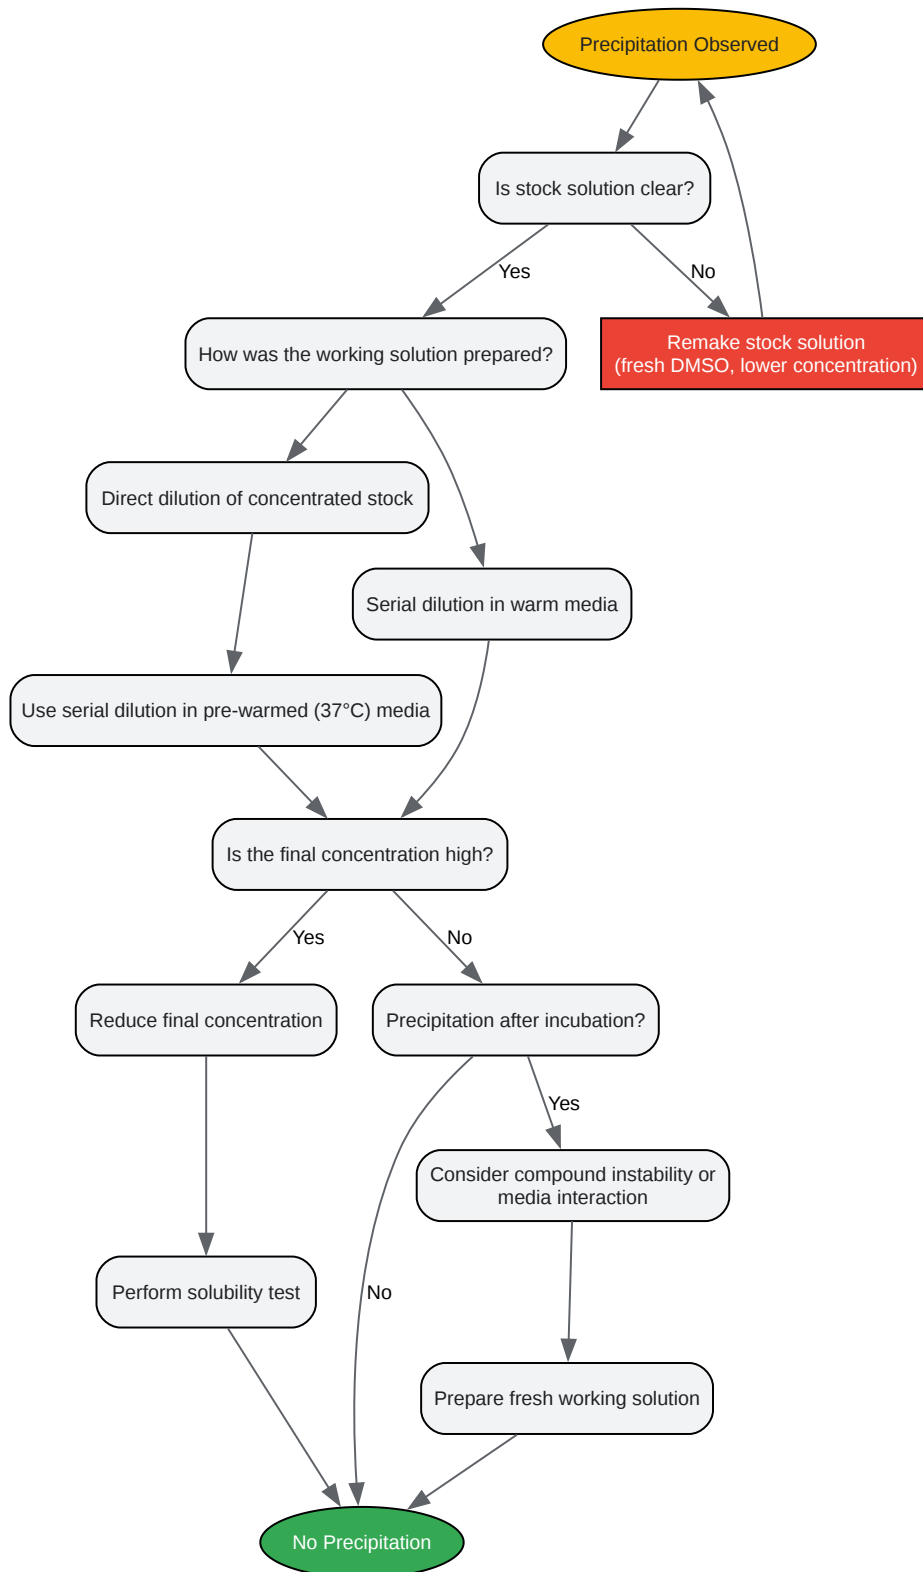 Precipitation Observed
Is stock solution clear?
Yes
No
How was the working solution prepared?
Remake stock solution
(fresh DMSO, lower concentration)
Direct dilution of concentrated stock
Serial dilution in warm media
Use serial dilution in pre-warmed (37°C) media
Is the final concentration high?
Yes
No
Reduce final concentration
Precipitation after incubation?
Yes
Consider compound instability or
media interaction
Perform solubility test
No
Prepare fresh working solution
No Precipitation